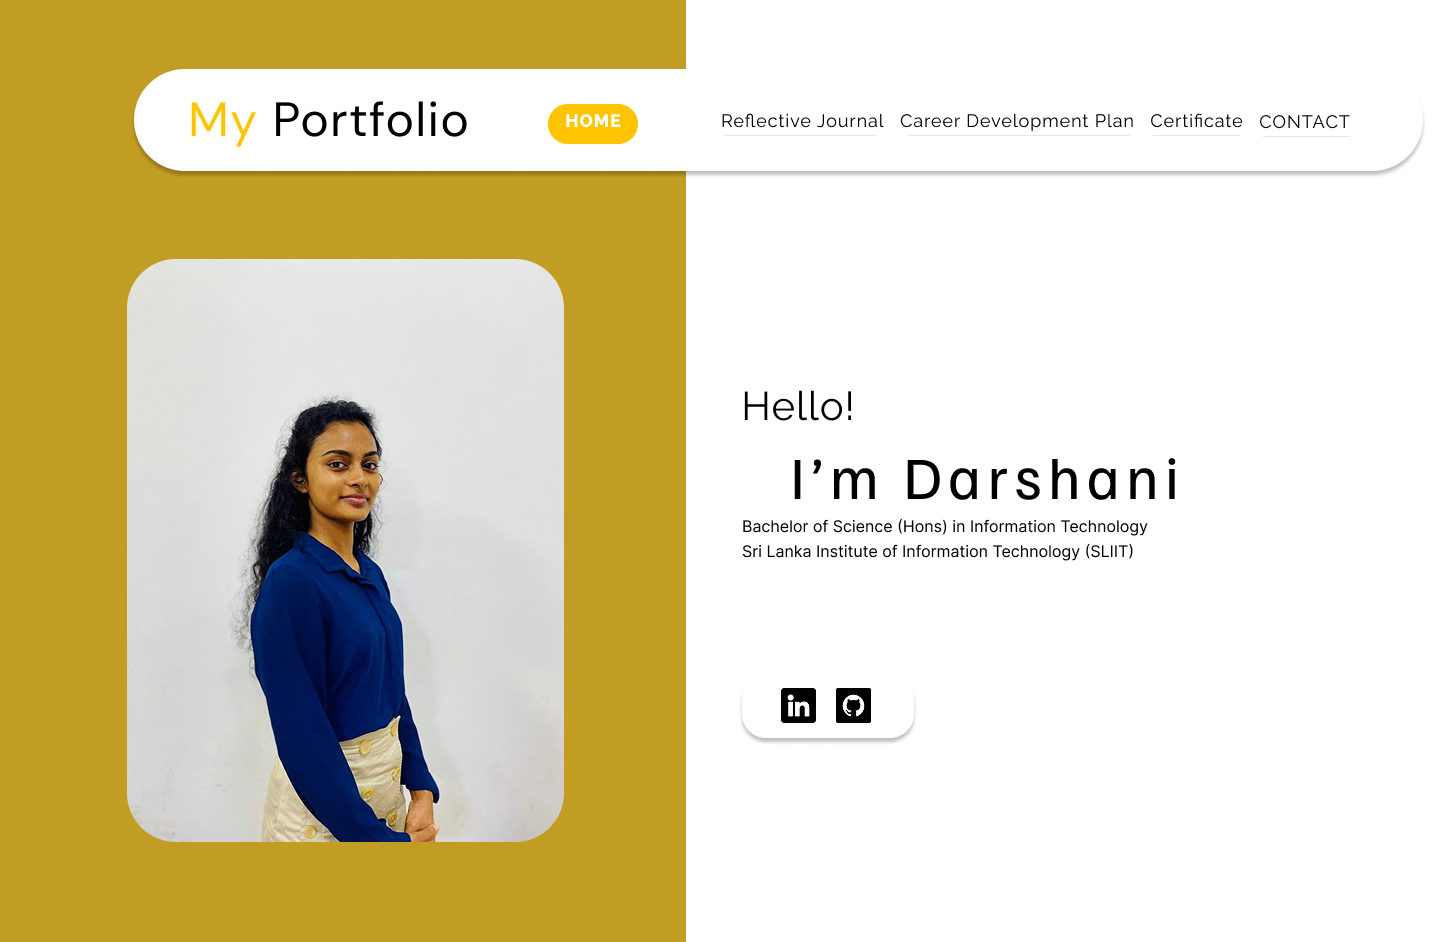 My Portfolio
HOME
Reflective Journal
Career Development Plan
Certificate
CONTACT
Hello!
I’m Darshani
Bachelor of Science (Hons) in Information Technology
Sri Lanka Institute of Information Technology (SLIIT)
in